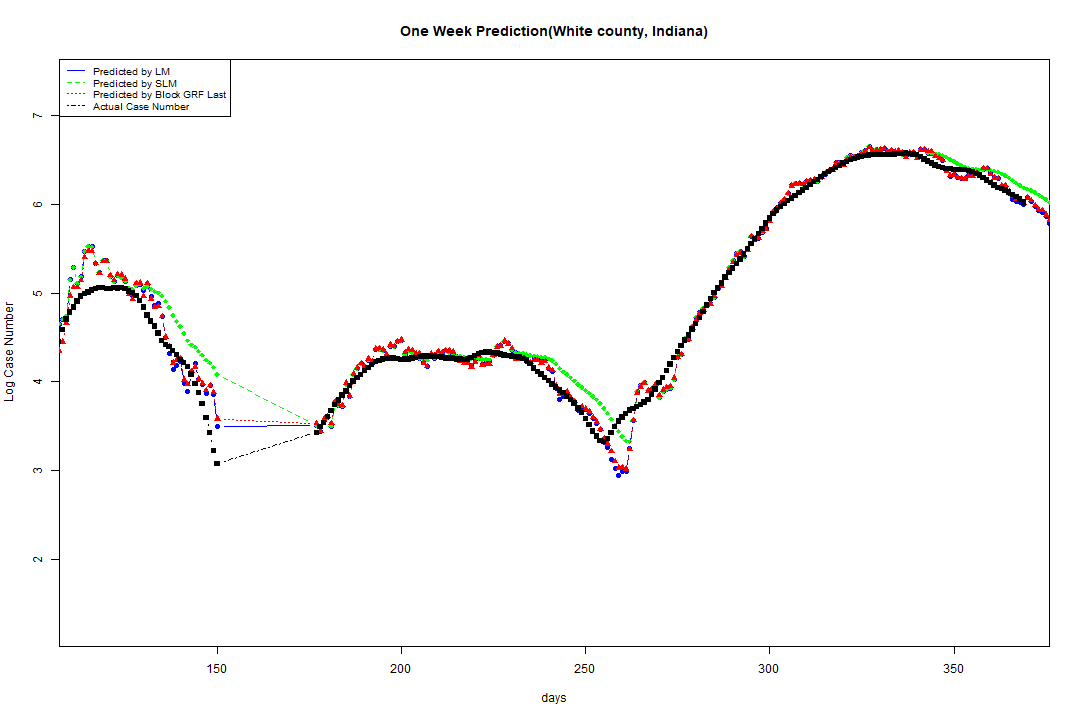 One Week Prediction(White county, Indiana)
Predicted by LM
Predicted by SLM
Predicted by Block GRF Last
Actual Case Number
7
6
5
4
3
2
Log Case Number
150 200 250 300 350
days